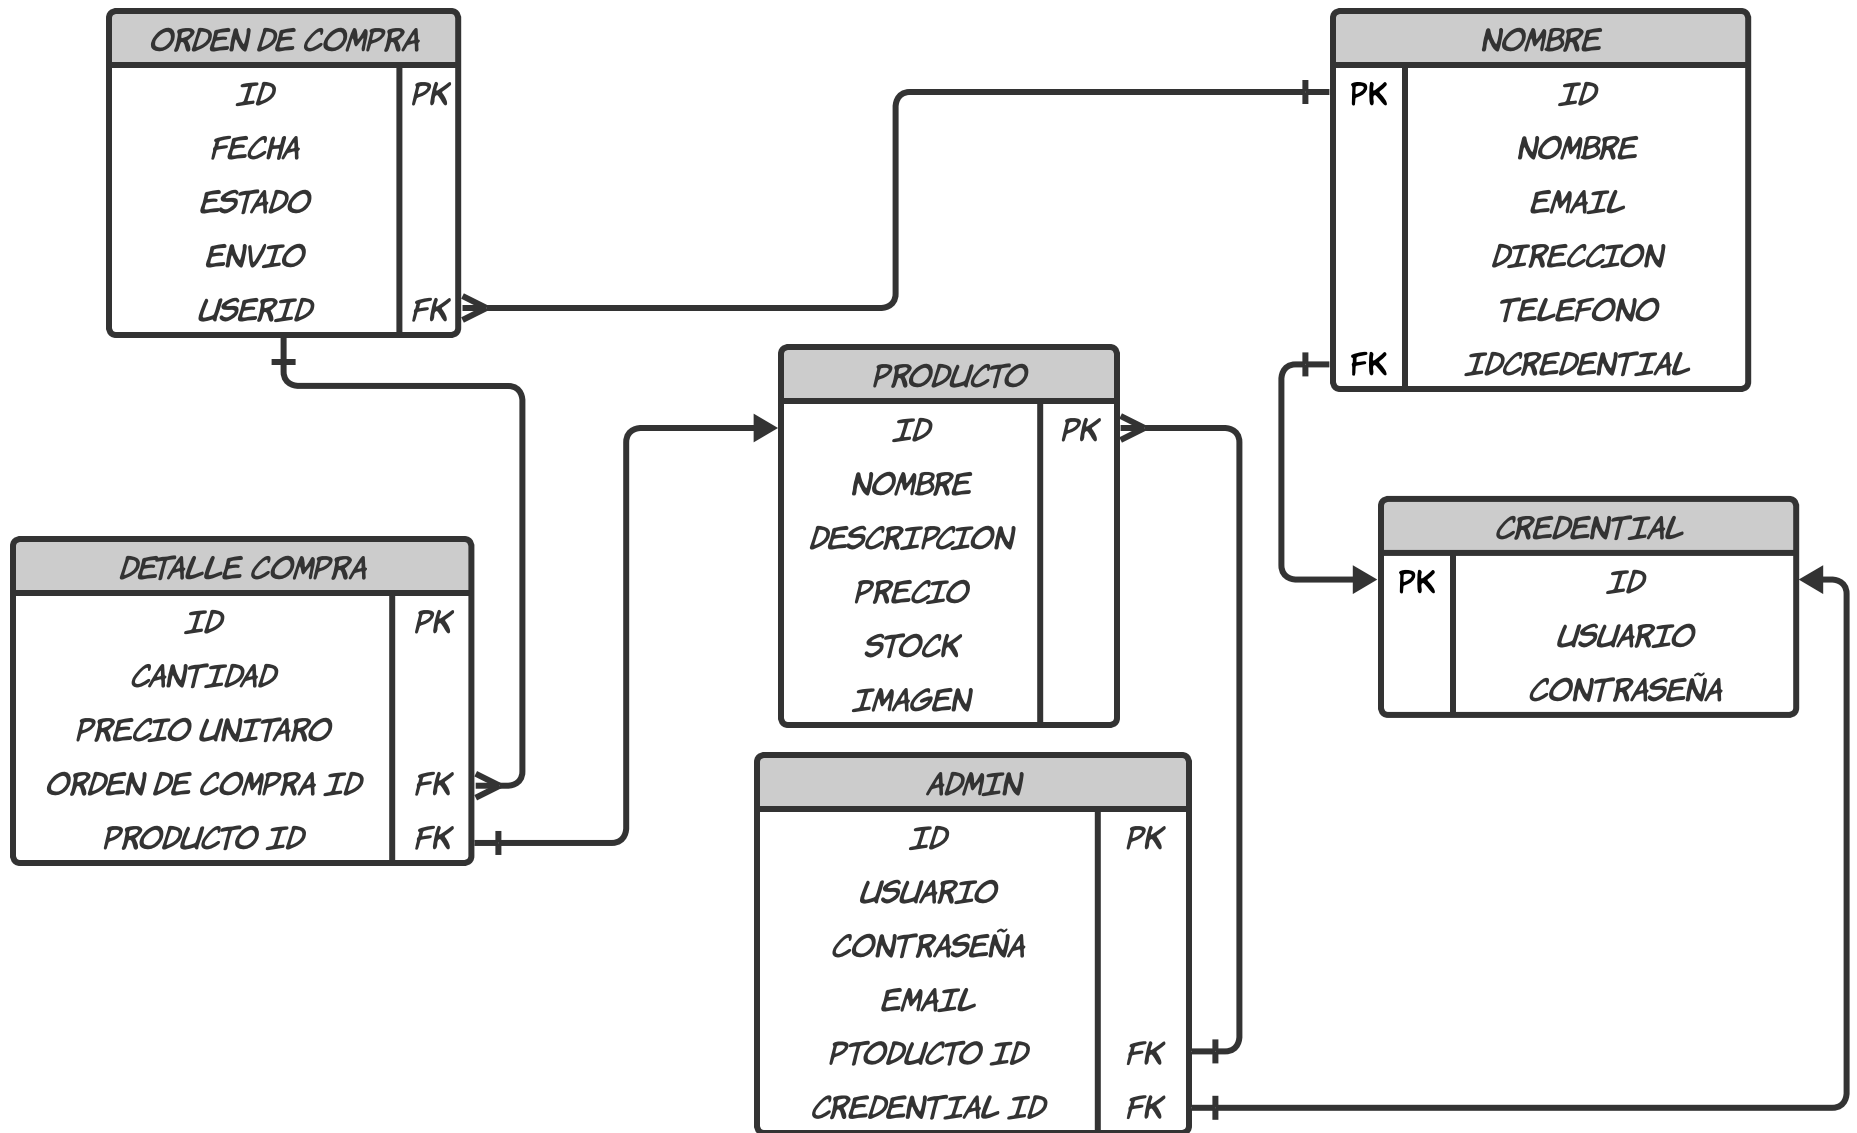 ORDEN DE COMPRA
ID PK
FECHA
ESTADO
ENVIO
USERID FK
NOMBRE
PK ID
NOMBRE
EMAIL
DIRECCION
TELEFONO
FK IDCREDENTIAL
PRODUCTO
ID PK
NOMBRE
DESCRIPCION
PRECIO
STOCK
IMAGEN
CREDENTIAL
PK ID
USUARIO
CONTRASEÑA
DETALLE COMPRA
ID PK
CANTIDAD
PRECIO UNITARO
ORDEN DE COMPRA ID FK
PRODUCTO ID FK
ADMIN
ID PK
USUARIO
CONTRASEÑA
EMAIL
PTODUCTO ID FK
CREDENTIAL ID FK